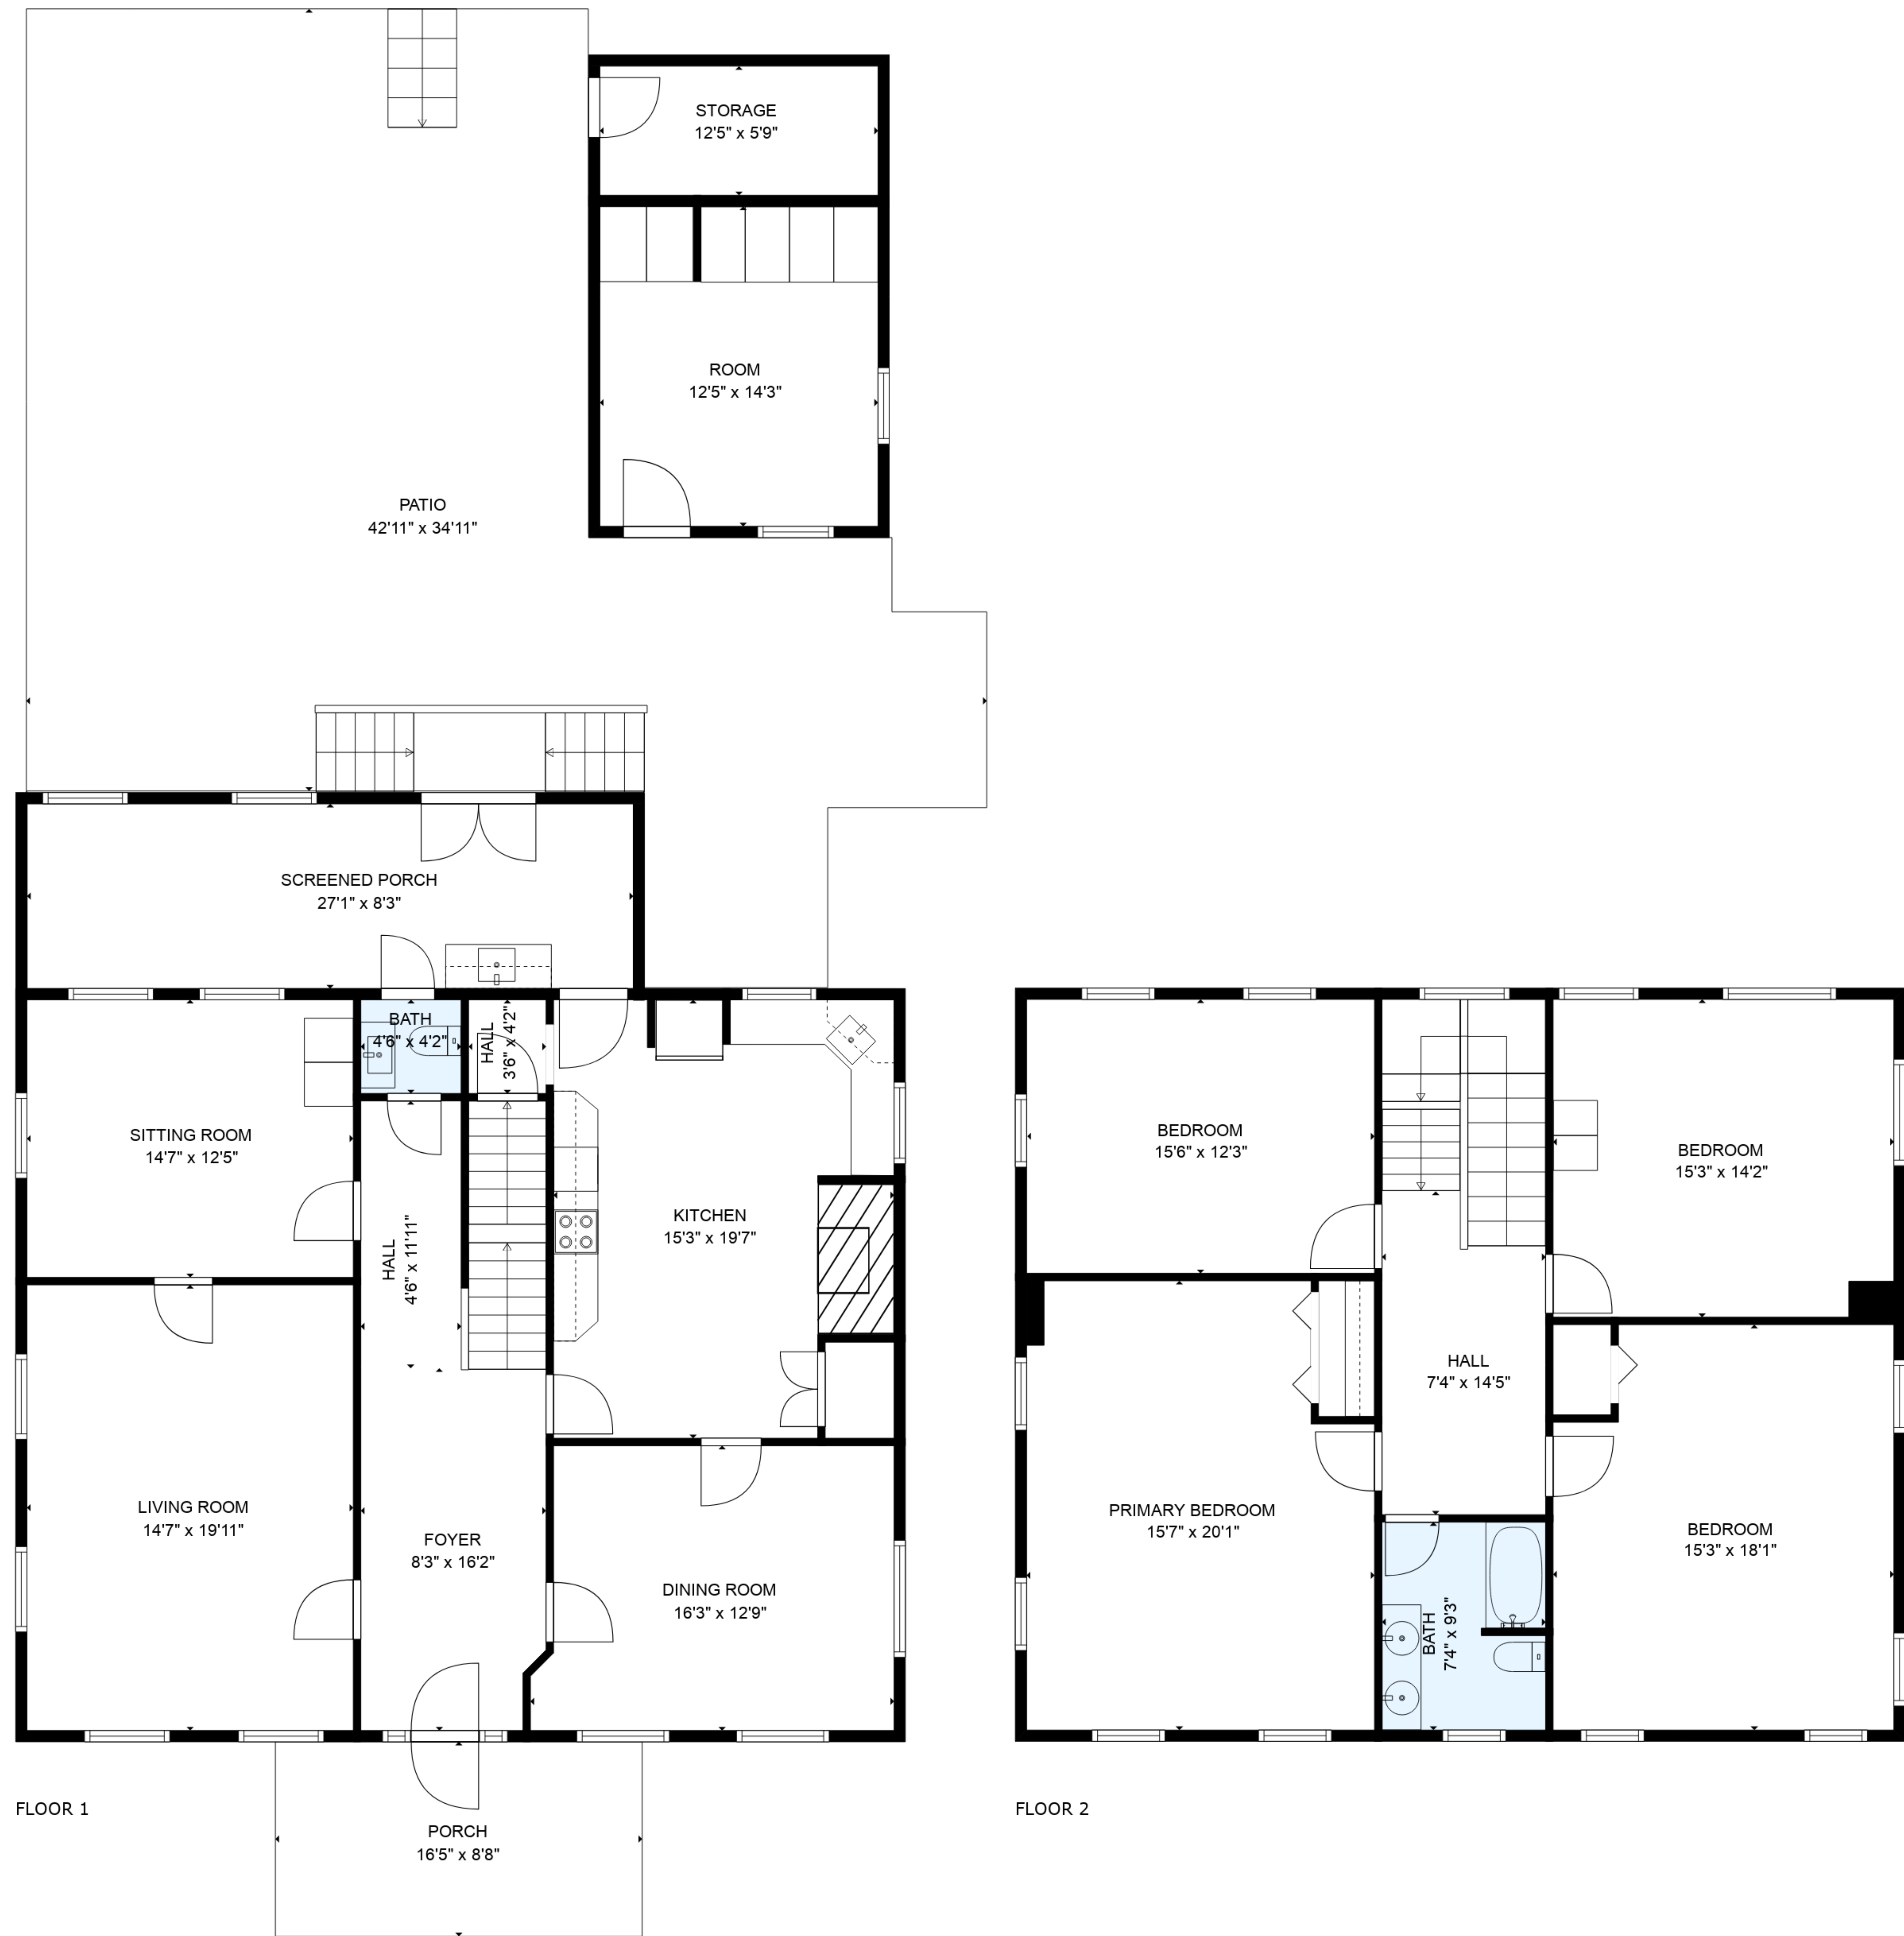 STORAGE
12'5" x 5'9"
ROOM
12'5" x 14'3"
PATIO
42'11" x 34'11"
SCREENED PORCH
27'1" x 8'3"
BATH
4'6" x 4'2"
HALL
3'6" x 4'2"
SITTING ROOM
14'7" x 12'5"
HALL
4'6" x 11'11"
KITCHEN
15'3" x 19'7"
LIVING ROOM
14'7" x 19'11"
FOYER
8'3" x 16'2"
DINING ROOM
16'3" x 12'9"
FLOOR 1
PORCH
16'5" x 8'8"
BEDROOM
15'6" x 12'3"
BEDROOM
15'3" x 14'2"
HALL
7'4" x 14'5"
PRIMARY BEDROOM
15'7" x 20'1"
BEDROOM
15'3" x 18'1"
BATH
7'4" x 9'3"
FLOOR 2